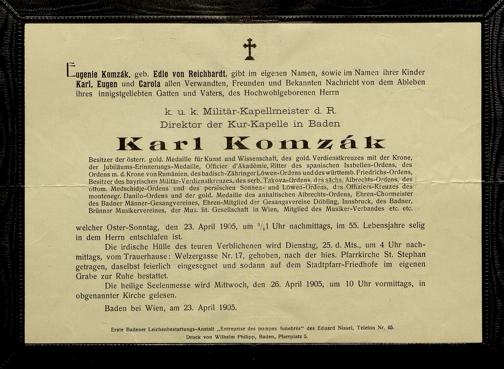 Eugenie Komzák, geb. Edle von Reichhardt, gibt im eigenen Namen, sowie im Namen ihrer Kinder
Karl, Eugen und Carola allen Verwandten, Freunden und Bekannten Nachricht von dem Ableben
ihres innigstgeliebten Gatten und Vaters, des Hochwohlgeborenen Herrn
k. u. k. Militär-Kapellmeister d. R.
Direktor der Kur-Kapelle in Baden
Karl Komzák
Besitzer der österr. gold. Medaille für Kunst und Wissenschaft, des gold. Verdienstkreuzes mit der Krone,
der Jubiläums-Erinnerungs-Medaille, Officier d'Akadémie, Ritter des spanischen Isabellen-Ordens, des
Ordens m. d. Krone von Rumänien, des badisch-Zähringer Löwen-Ordens und des württemb. Friedrichs-Ordens,
Besitzer des bayrischen Militär-Verdienstkreuzes, des serb. Takova-Ordens, des sächs. Albrechts-Ordens, des
ottom. Medschidje-Ordens und des persischen Sonnen- und Löwen-Ordens, des Offiziers-Kreuzes des
montenegr. Danilo-Ordens und der gold. Medaille des anhaltischen Albrechts-Ordens, Ehren-Chormeister
des Badner Männer-Gesangvereines, Ehren-Mitglied der Gesangvereine Döbling, Innsbruck, des Badner,
Brünner Musikervereines, der Mus. lit. Gesellschaft in Wien, Mitglied des Musiker-Verbandes etc. etc.
welcher Oster-Sonntag, den 23. April 1905, um ³/₄1 Uhr nachmittags, im 55. Lebensjahre selig
in dem Herrn entschlafen ist.
Die irdische Hülle des teuren Verblichenen wird Dienstag, 25. d. Mts., um 4 Uhr nach-
mittags, vom Trauerhause: Welzergasse Nr. 17, gehoben, nach der hies. Pfarrkirche St. Stephan
getragen, daselbst feierlich eingesegnet und sodann auf dem Stadtpfarr-Friedhofe im eigenen
Grabe zur Ruhe bestattet.
Die heilige Seelenmesse wird Mittwoch, den 26. April 1905, um 10 Uhr vormittags, in
obgenannter Kirche gelesen.
Baden bei Wien, am 23. April 1905.
Erste Badener Leichenbestattungs-Anstalt „Entreprise des pompes funèbres" des Eduard Nissel, Telefon Nr. 65.
Druck von Wilhelm Philipp, Baden, Pfarrplatz 5.